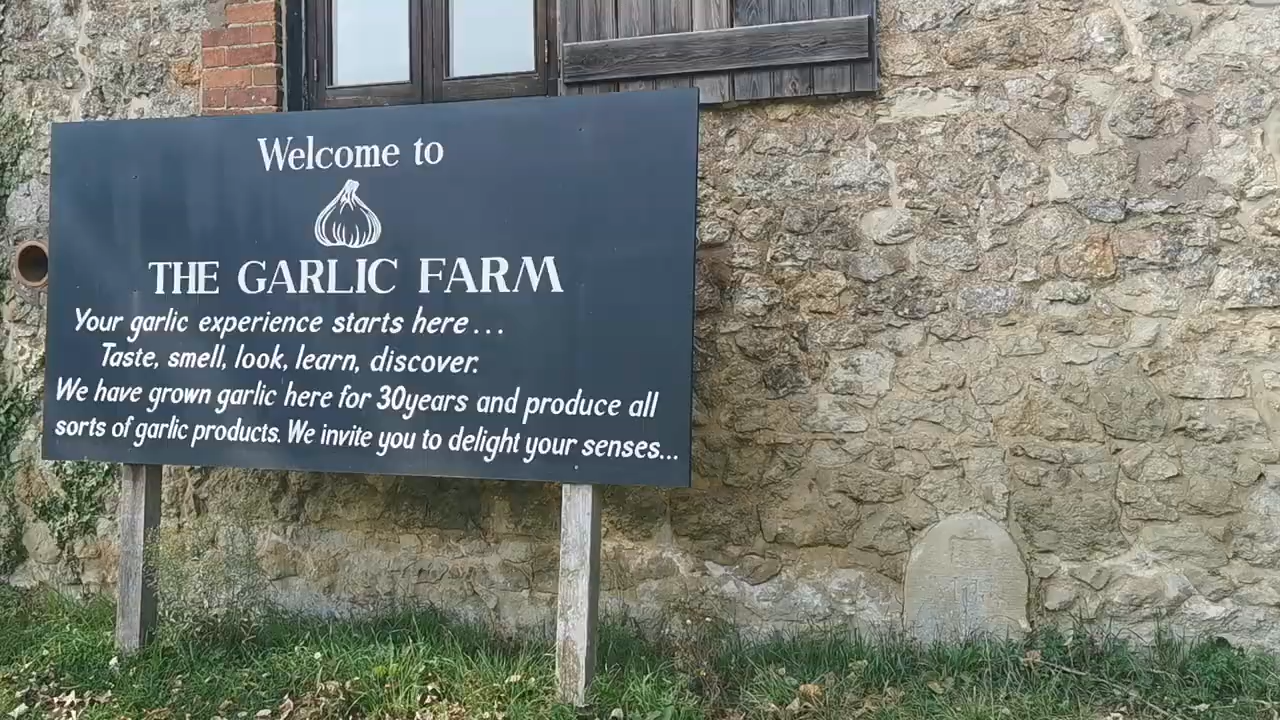 Welcome to
THE GARLIC FARM
Your garlic experience starts here...
Taste, smell, look, learn, discover.
We have grown garlic here for 30years and produce all
sorts of garlic products. We invite you to delight your senses...